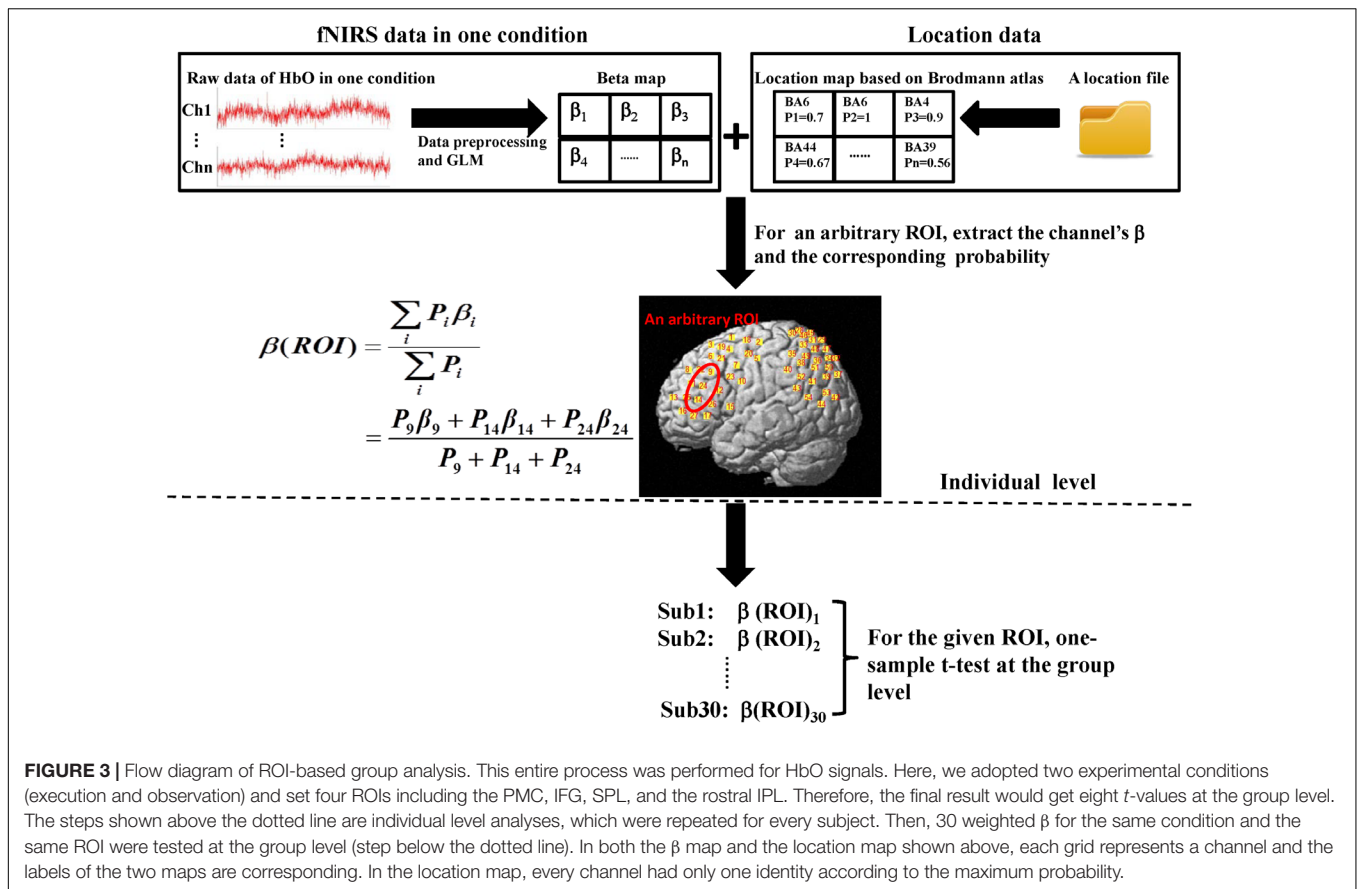 fNIRS data in one condition
Location data
Raw data of HbO in one condition
Ch1
⋮
⋮
Chn
Data preprocessing
and GLM
Beta map
β1 β2 β3
β4 ...... βn
+
Location map based on Brodmann atlas
BA6 BA6 BA4
P1=0.7 P2=1 P3=0.9
BA44 ...... BA39
P4=0.67 Pn=0.56
A location file
For an arbitrary ROI, extract the channel's β
and the corresponding probability
β(ROI) = ∑i Piβi / ∑i Pi
= P9β9 + P14β14 + P24β24 / P9 + P14 + P24
An arbitrary ROI
Individual level
Sub1: β (ROI)1
Sub2: β (ROI)2
⋮
Sub30: β(ROI)30
For the given ROI, one-
sample t-test at the group
level
FIGURE 3 | Flow diagram of ROI-based group analysis. This entire process was performed for HbO signals. Here, we adopted two experimental conditions
(execution and observation) and set four ROIs including the PMC, IFG, SPL, and the rostral IPL. Therefore, the final result would get eight t-values at the group level.
The steps shown above the dotted line are individual level analyses, which were repeated for every subject. Then, 30 weighted β for the same condition and the
same ROI were tested at the group level (step below the dotted line). In both the β map and the location map shown above, each grid represents a channel and the
labels of the two maps are corresponding. In the location map, every channel had only one identity according to the maximum probability.